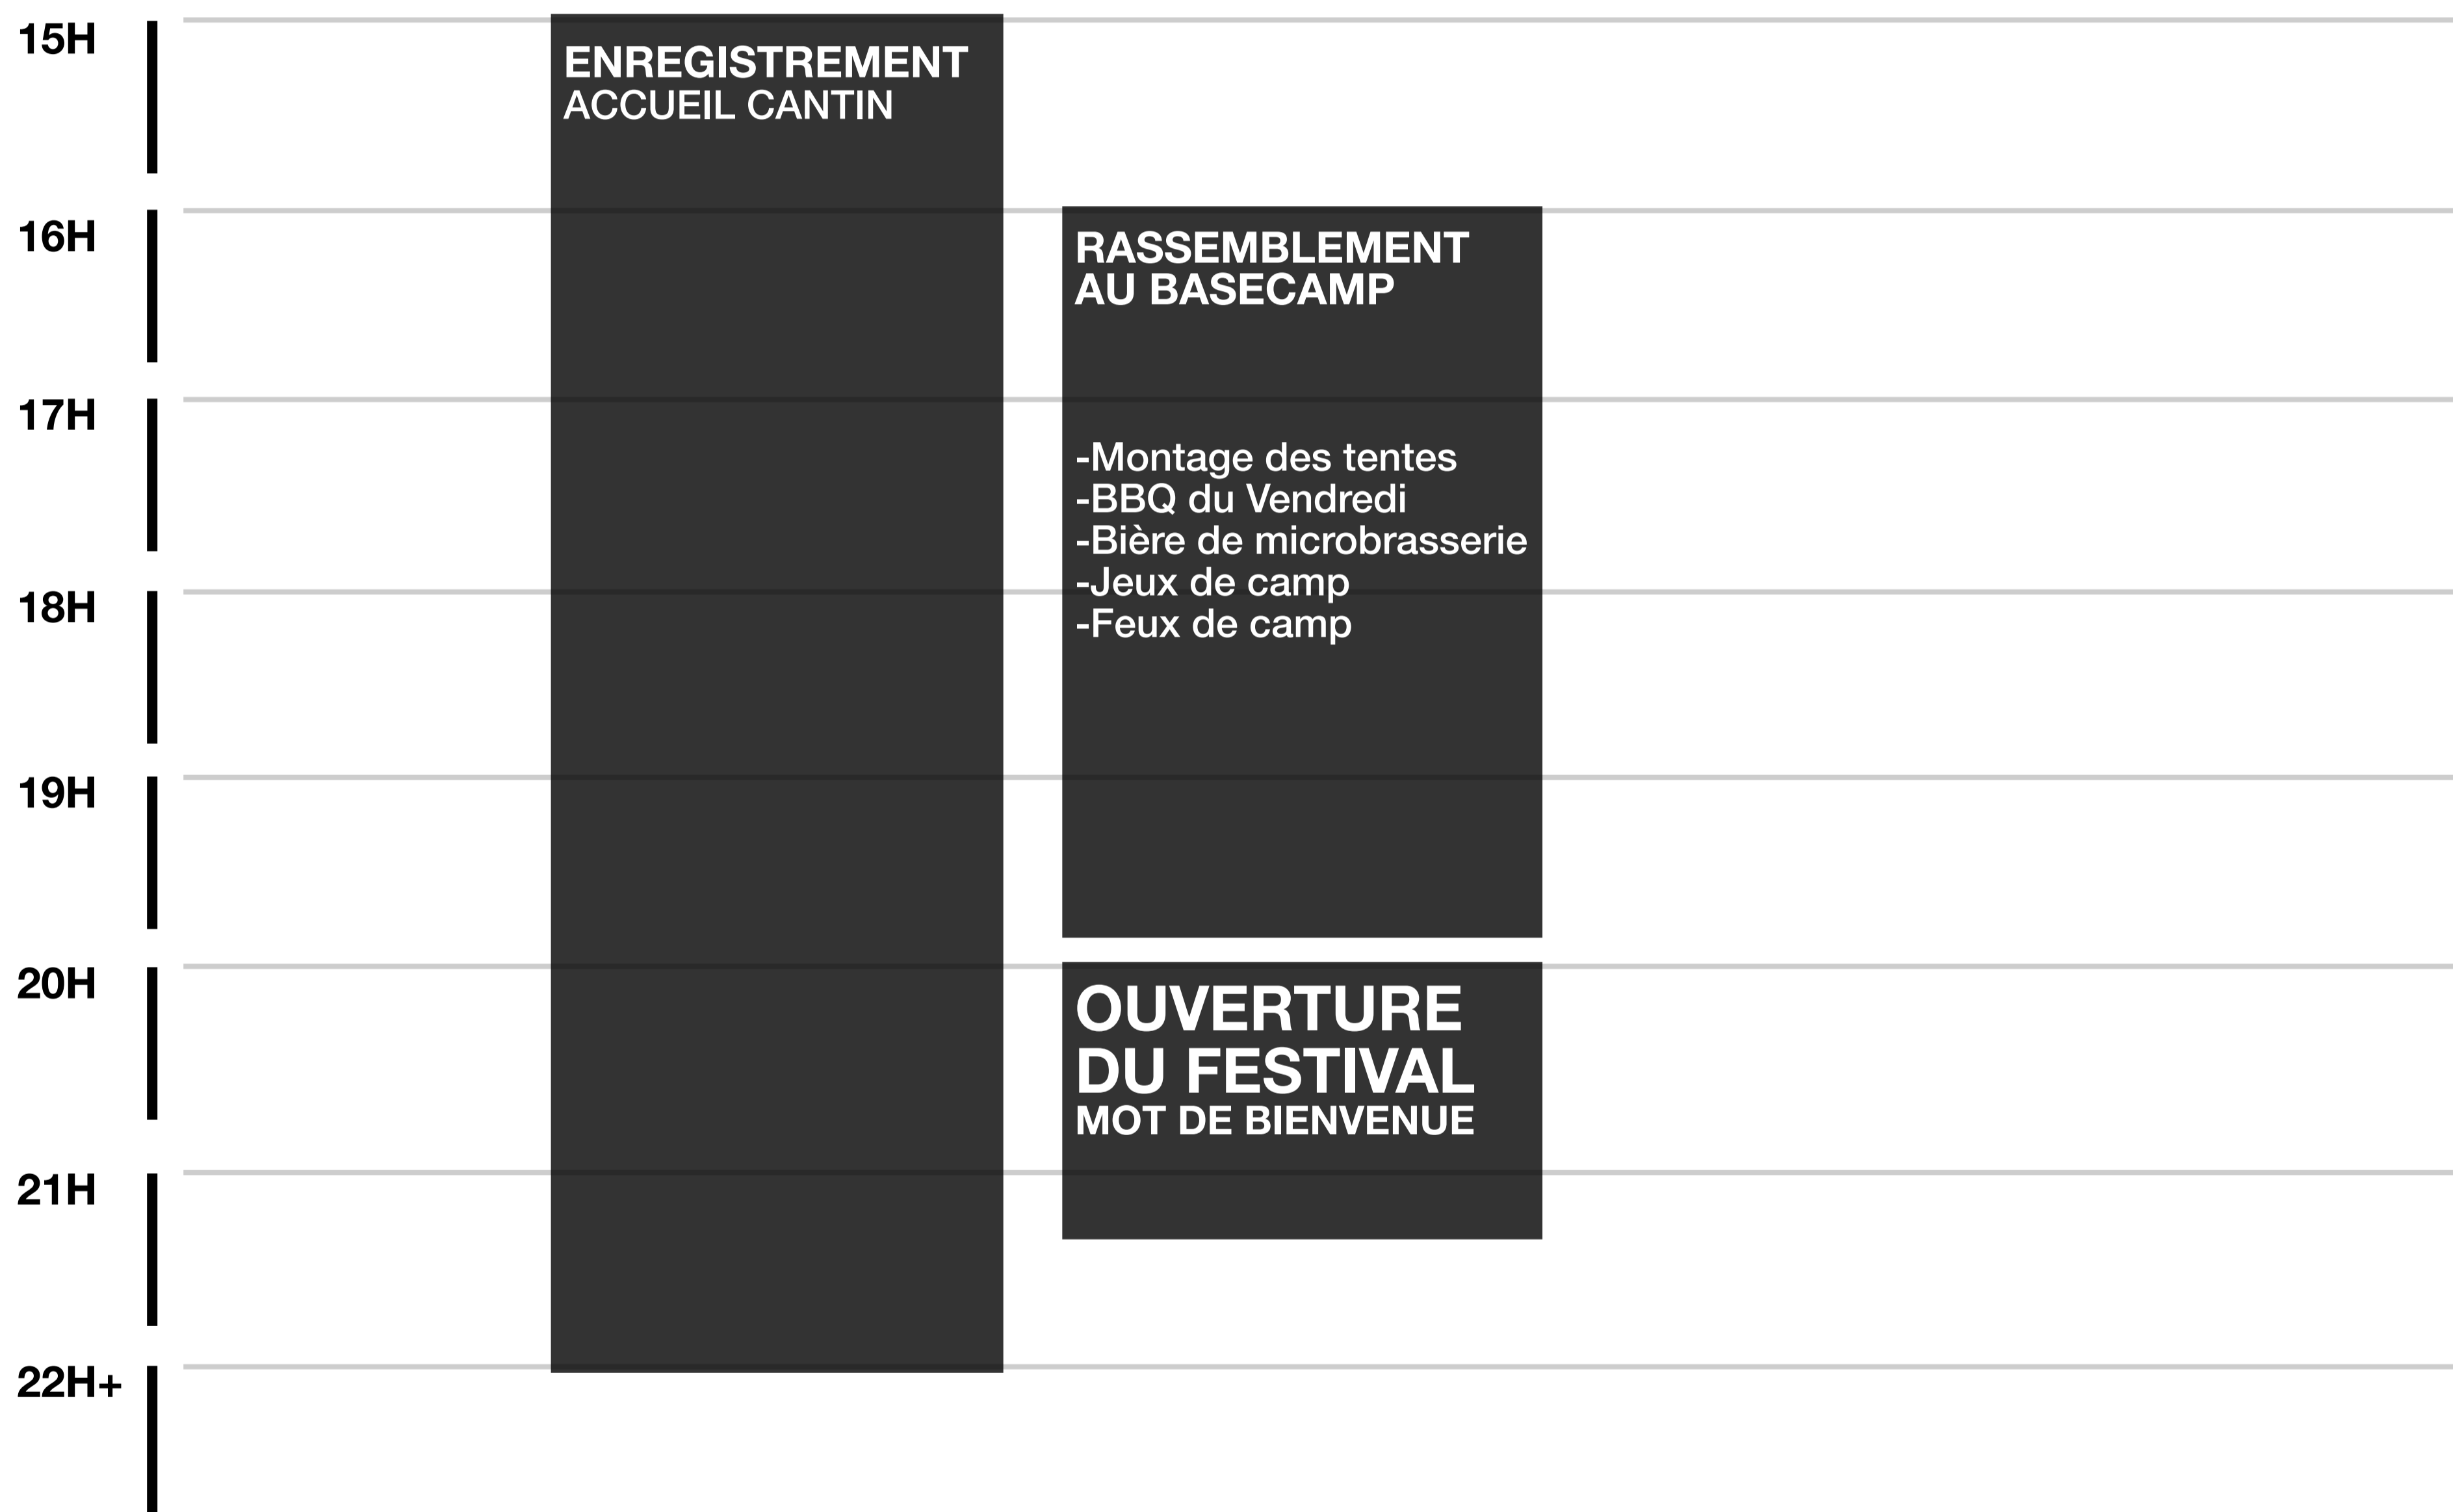 15H
ENREGISTREMENT
ACCUEIL CANTIN
16H
RASSEMBLEMENT
AU BASECAMP
17H
-Montage des tentes
-BBQ du Vendredi
-Bière de microbrasserie
-Jeux de camp
18H
-Feux de camp
19H
20H
OUVERTURE
DU FESTIVAL
MOT DE BIENVENUE
21H
22H+